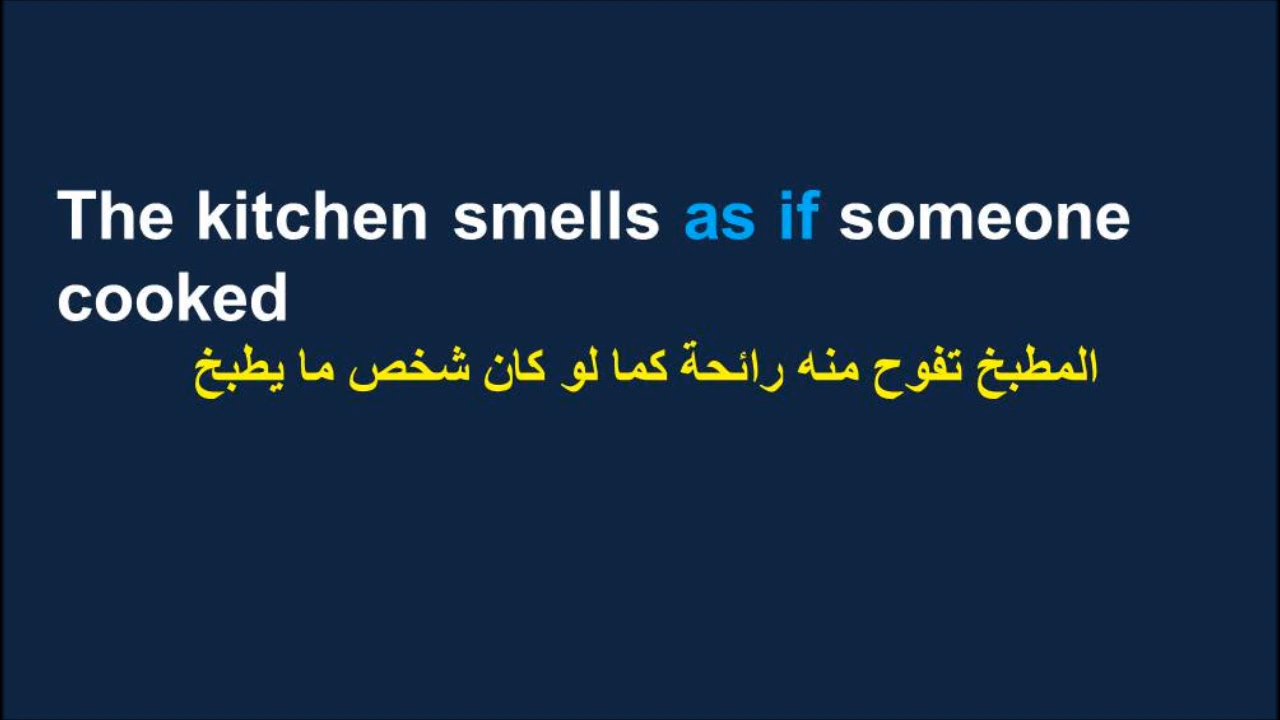 The kitchen smells as if someone
cooked
المطبخ تفوح منه رائحة كما لو كان شخص ما يطبخ